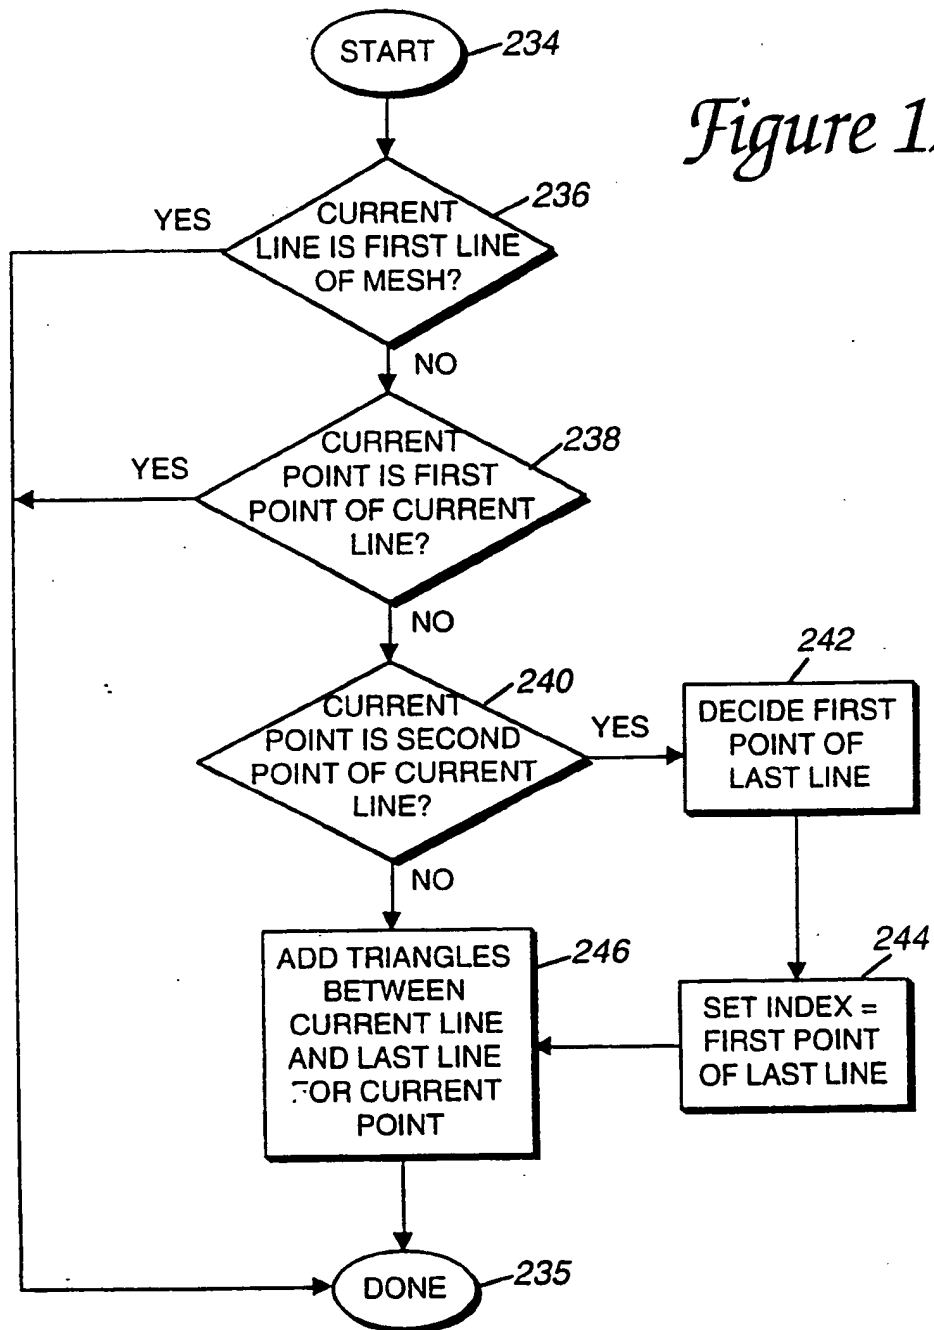 START
234
Figure 1
236
YES
CURRENT
LINE IS FIRST LINE
OF MESH?
NO
238
YES
CURRENT
POINT IS FIRST
POINT OF CURRENT
LINE?
NO
240
CURRENT
POINT IS SECOND
POINT OF CURRENT
LINE?
YES
242
DECIDE FIRST
POINT OF
LAST LINE
NO
244
SET INDEX =
FIRST POINT
OF LAST LINE
246
ADD TRIANGLES
BETWEEN
CURRENT LINE
AND LAST LINE
FOR CURRENT
POINT
DONE
235